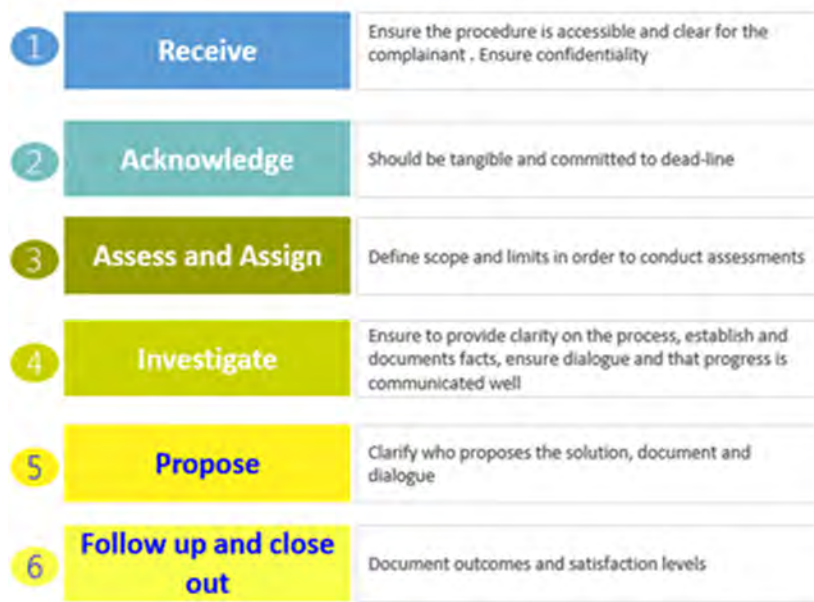 1
Receive
Ensure the procedure is accessible and clear for the
complainant . Ensure confidentiality
2
Acknowledge
Should be tangible and committed to dead-line
3
Assess and Assign
Define scope and limits in order to conduct assessments
4
Investigate
Ensure to provide clarity on the process, establish and
documents facts, ensure dialogue and that progress is
communicated well
5
Propose
Clarify who proposes the solution, document and
dialogue
6
Follow up and close
out
Document outcomes and satisfaction levels